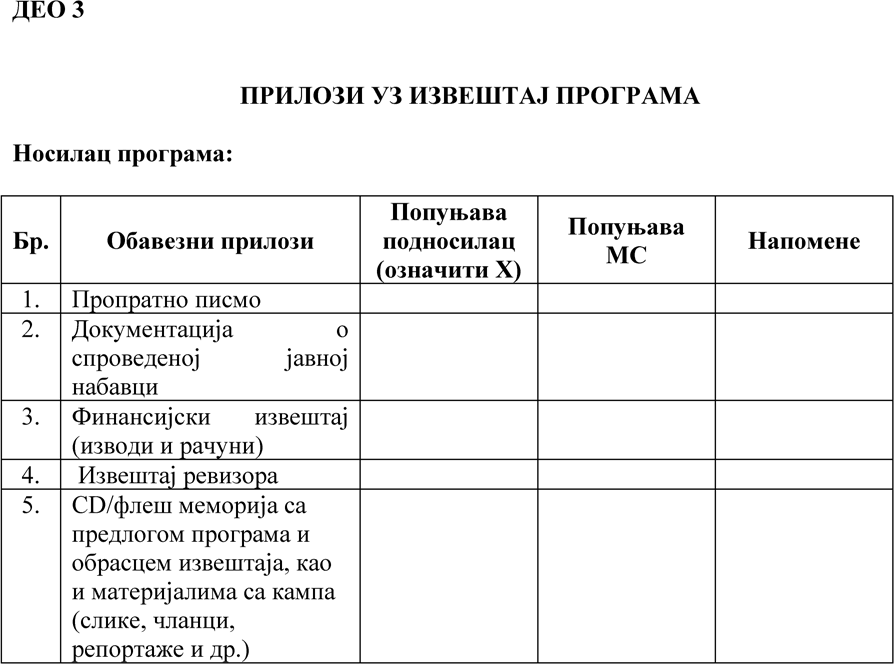 ДЕО 3
ПРИЛОЗИ УЗ ИЗВЕШТАЈ ПРОГРАМА
Носилац програма:
Бр.
Обавезни прилози
Попуњава
подносилац
(означити X)
Попуњава
МС
Напомене
1.
Пропратно писмо
2.
Документација о
спроведеној јавној
набавци
3.
Финансијски извештај
(изводи и рачуни)
4.
Извештај ревизора
5.
CD/флеш меморија са
предлогом програма и
обрасцем извештаја, као
и материјалима са кампа
(слике, чланци,
репортаже и др.)